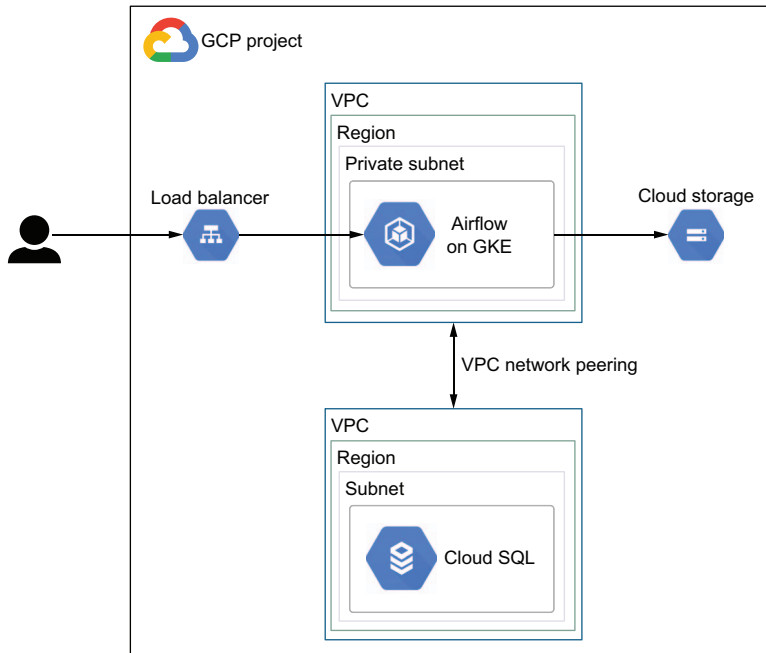 GCP project
VPC
Region
Private subnet
Load balancer
Airflow
on GKE
Cloud storage
VPC network peering
VPC
Region
Subnet
Cloud SQL